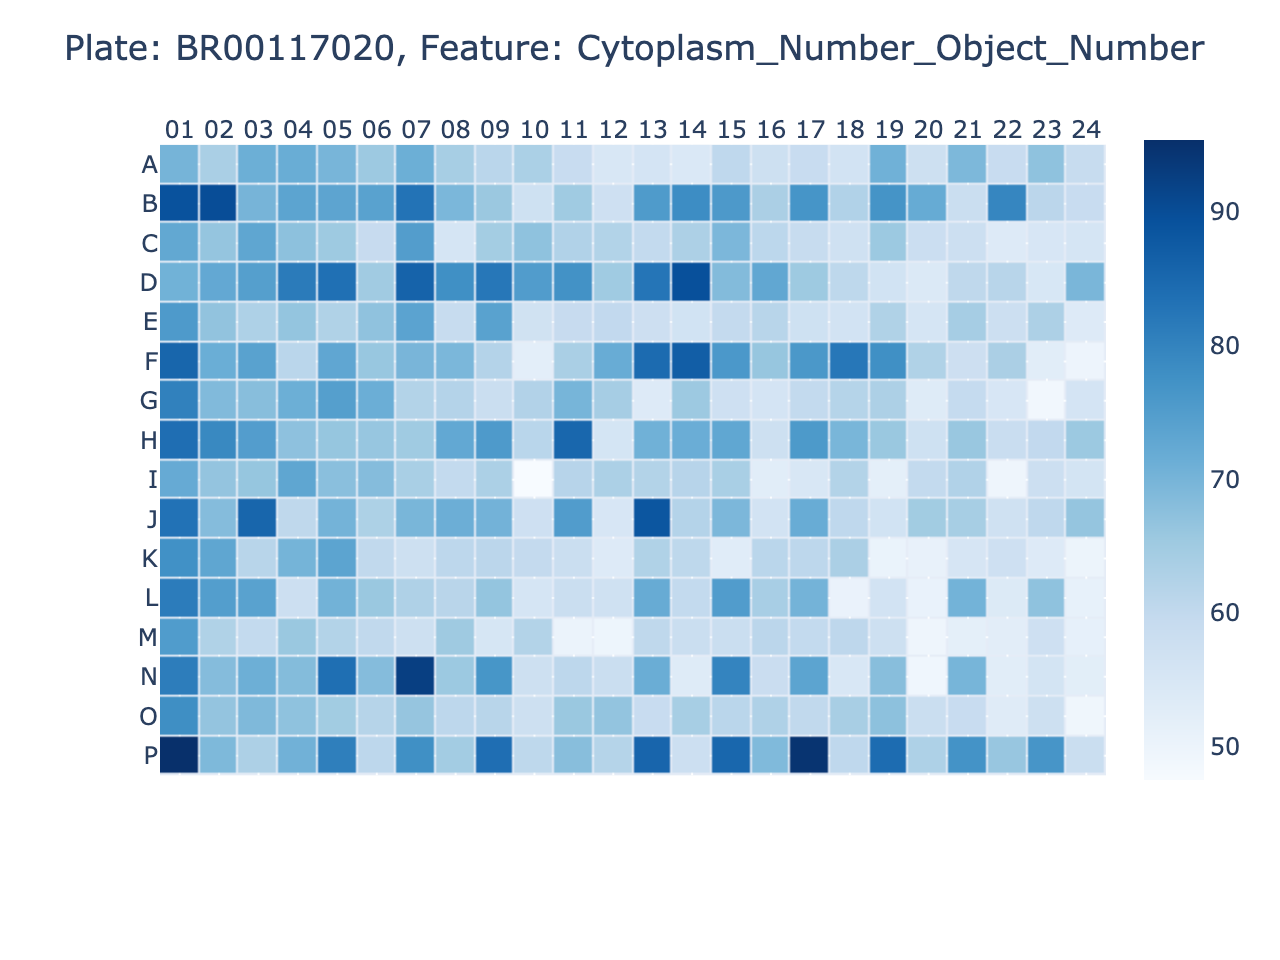 Plate: BR00117020, Feature: Cytoplasm_Number_Object_Number
01 02 03 04 05 06 07 08 09 10 11 12 13 14 15 16 17 18 19 20 21 22 23 24
A
B
C
D
E
F
G
H
I
J
K
L
M
N
O
P
90
80
70
60
50